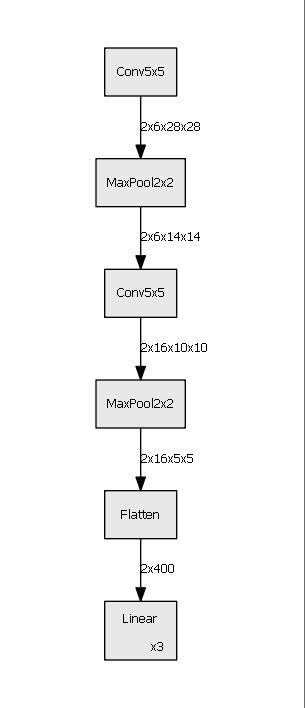 Conv5x5
2x6x28x28
MaxPool2x2
2x6x14x14
Conv5x5
2x16x10x10
MaxPool2x2
2x16x5x5
Flatten
2x400
Linear
x3